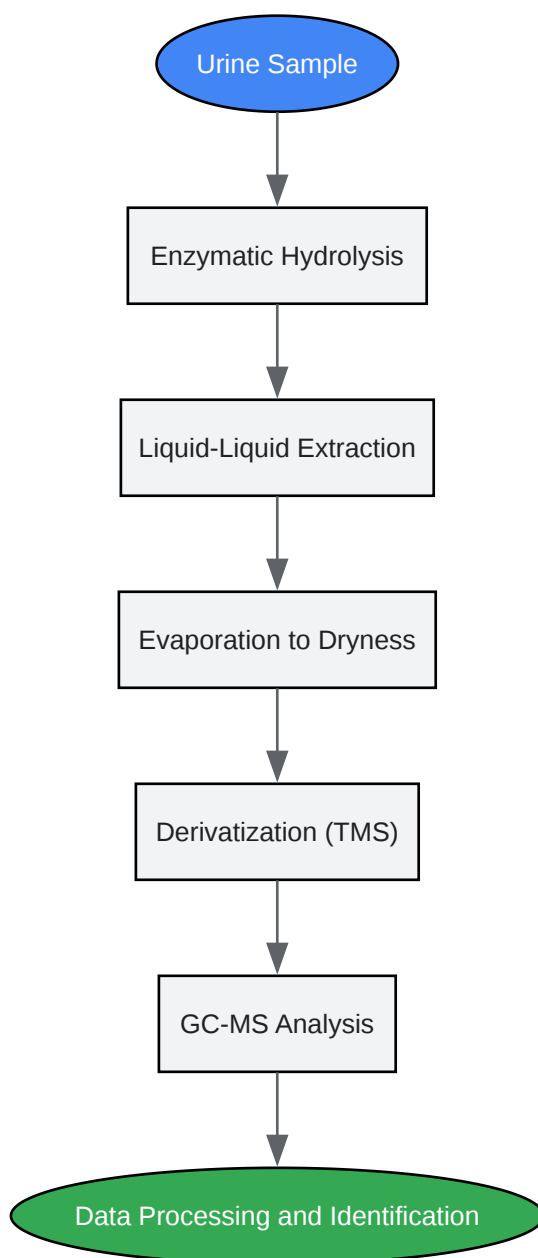 Urine Sample
Enzymatic Hydrolysis
Liquid-Liquid Extraction
Evaporation to Dryness
Derivatization (TMS)
GC-MS Analysis
Data Processing and Identification